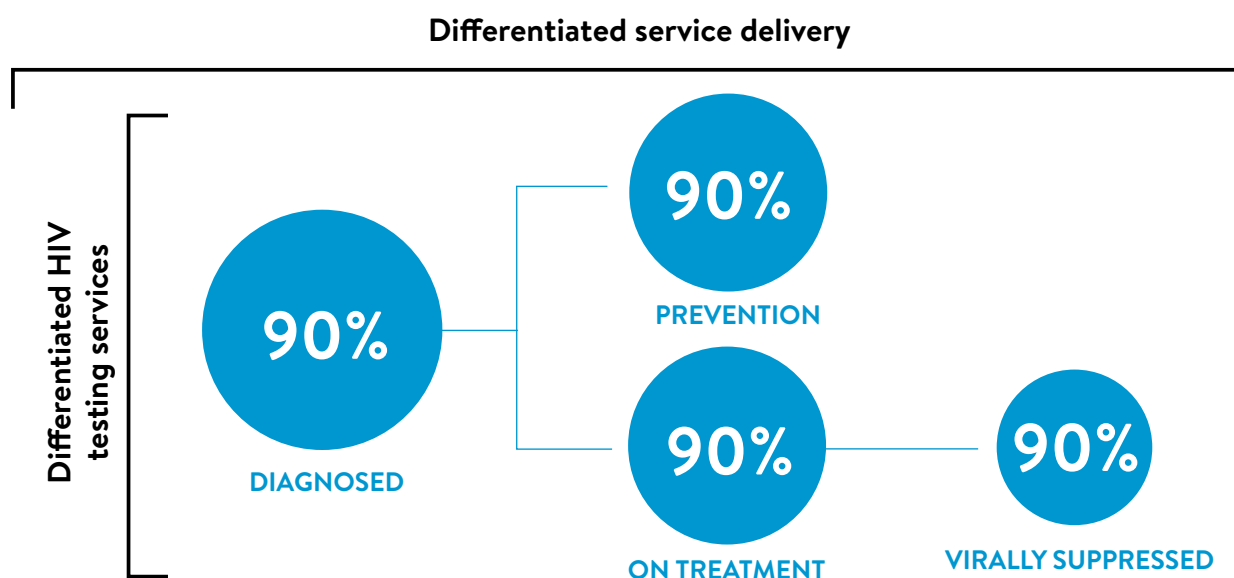 Differentiated service delivery
Differentiated HIV
testing services
90%
DIAGNOSED
90%
PREVENTION
90%
ON TREATMENT
90%
VIRALLY SUPPRESSED